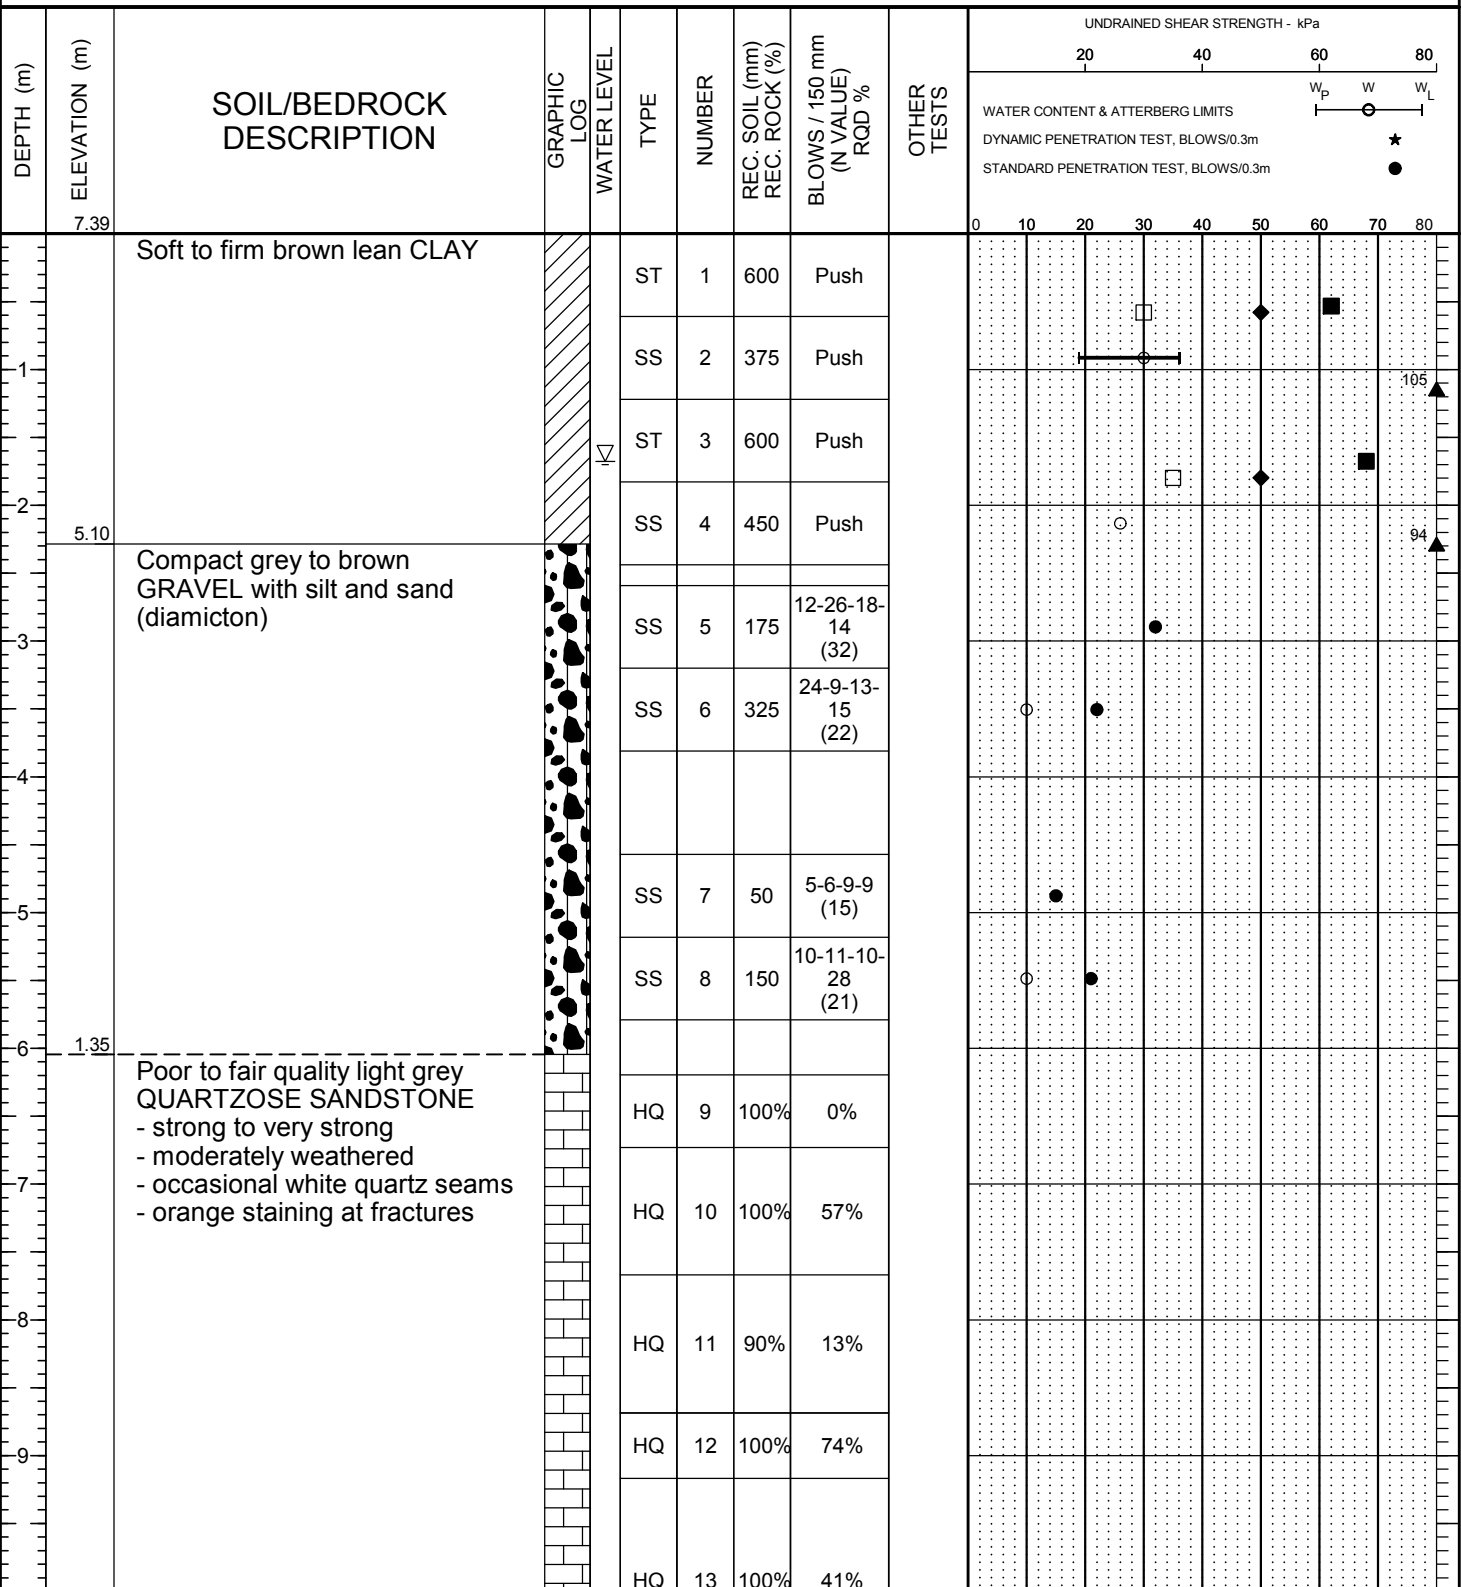 UNDRAINED SHEAR STRENGTH - kPa
20 40 60 80
DEPTH (m)
ELEVATION (m)
SOIL/BEDROCK
DESCRIPTION
GRAPHIC
LOG
WATER LEVEL
TYPE
NUMBER
REC. SOIL (mm)
REC. ROCK (%)
BLOWS / 150 mm
(N VALUE)
RQD %
OTHER
TESTS
WP W WL
WATER CONTENT & ATTERBERG LIMITS
DYNAMIC PENETRATION TEST, BLOWS/0.3m
STANDARD PENETRATION TEST, BLOWS/0.3m
7.39
0 10 20 30 40 50 60 70 80
Soft to firm brown lean CLAY
ST 1 600 Push
SS 2 375 Push
1
105
ST 3 600 Push
2
SS 4 450 Push
5.10
94
Compact grey to brown
GRAVEL with silt and sand
(diamicton)
SS 5 175 12-26-18-
14
(32)
3
SS 6 325 24-9-13-
15
(22)
4
SS 7 50 5-6-9-9
(15)
5
SS 8 150 10-11-10-
28
(21)
6
1.35
Poor to fair quality light grey
QUARTZOSE SANDSTONE
- strong to very strong
- moderately weathered
- occasional white quartz seams
- orange staining at fractures
HQ 9 100% 0%
7
HQ 10 100% 57%
8
HQ 11 90% 13%
HQ 12 100% 74%
9
HQ 13 100% 41%